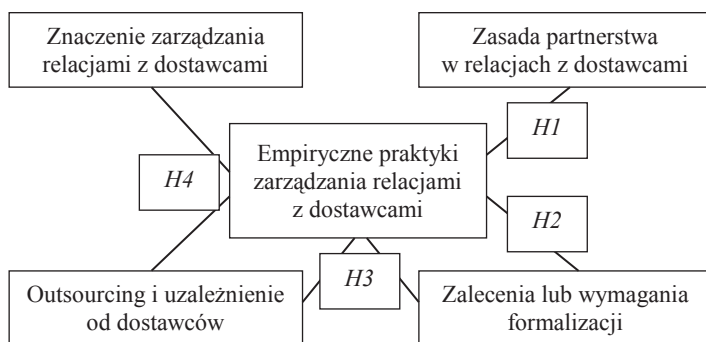 Znaczenie zarządzania
relacjami z dostawcami
Zasada partnerstwa
w relacjach z dostawcami
H1
Empiryczne praktyki
zarządzania relacjami
z dostawcami
H4
H2
H3
Outsourcing i uzależnienie
od dostawców
Zalecenia lub wymagania
formalizacji